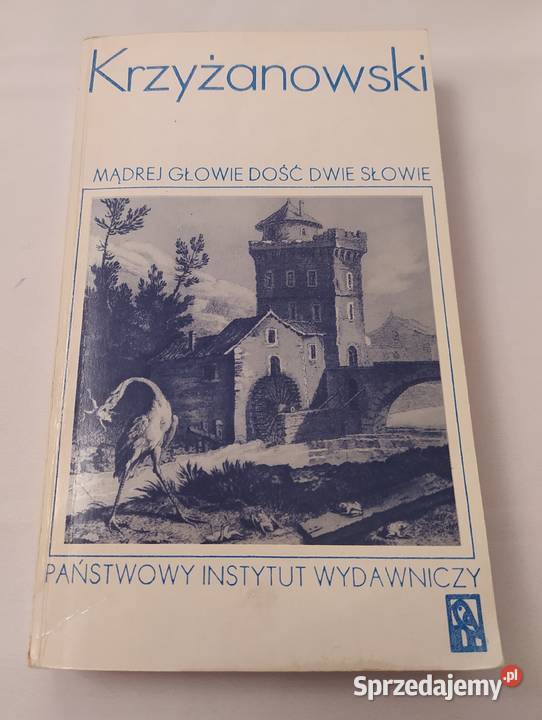 Krzyżanowski
MĄDREJ GŁOWIE DOŚĆ DWIE SŁOWIE
PAŃSTWOWY INSTYTUT WYDAWNICZY
Sprzedajemy.pl